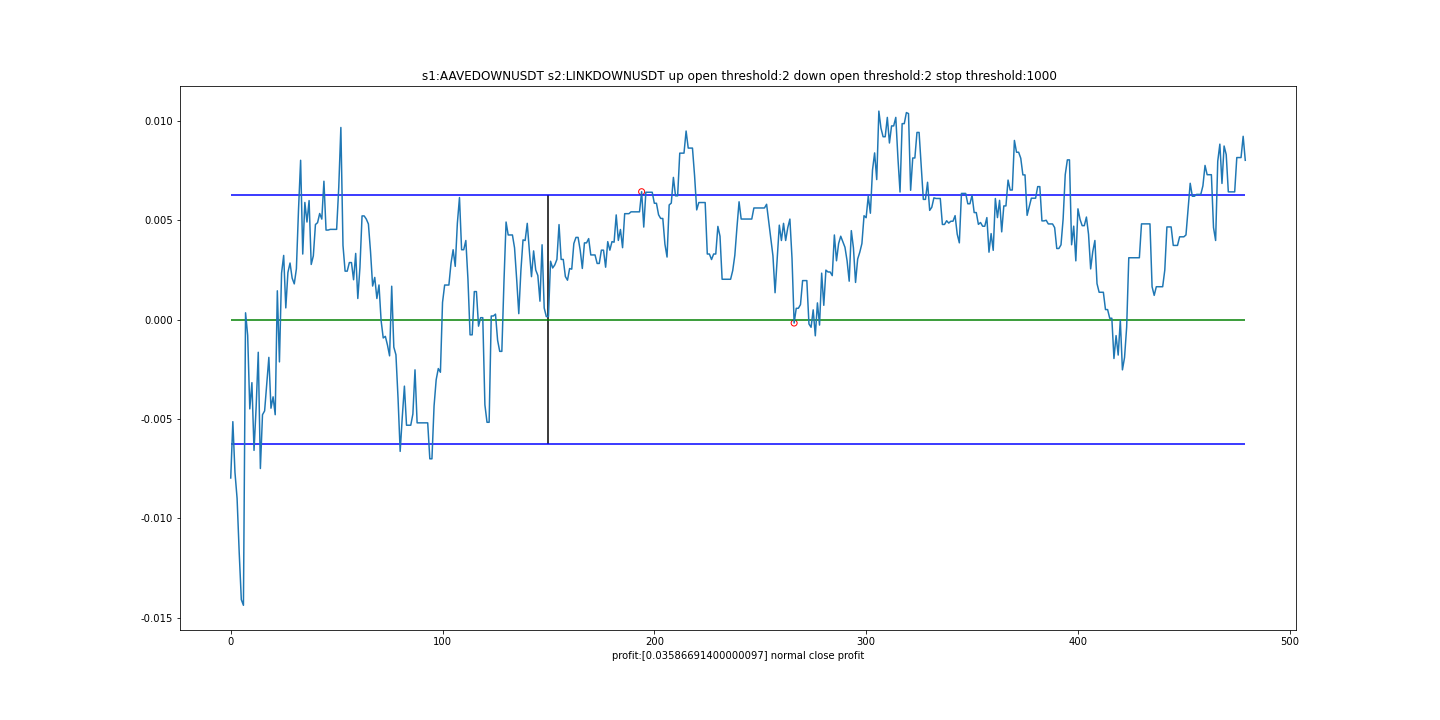 s1:AAVEDOWNUSDT s2:LINKDOWNUSDT up open threshold:2 down open threshold:2 stop threshold:1000
0.010
0.005
0.000
-0.005
-0.010
-0.015
0 100 200 300 400 500
profit:[0.03586691400000097] normal close profit